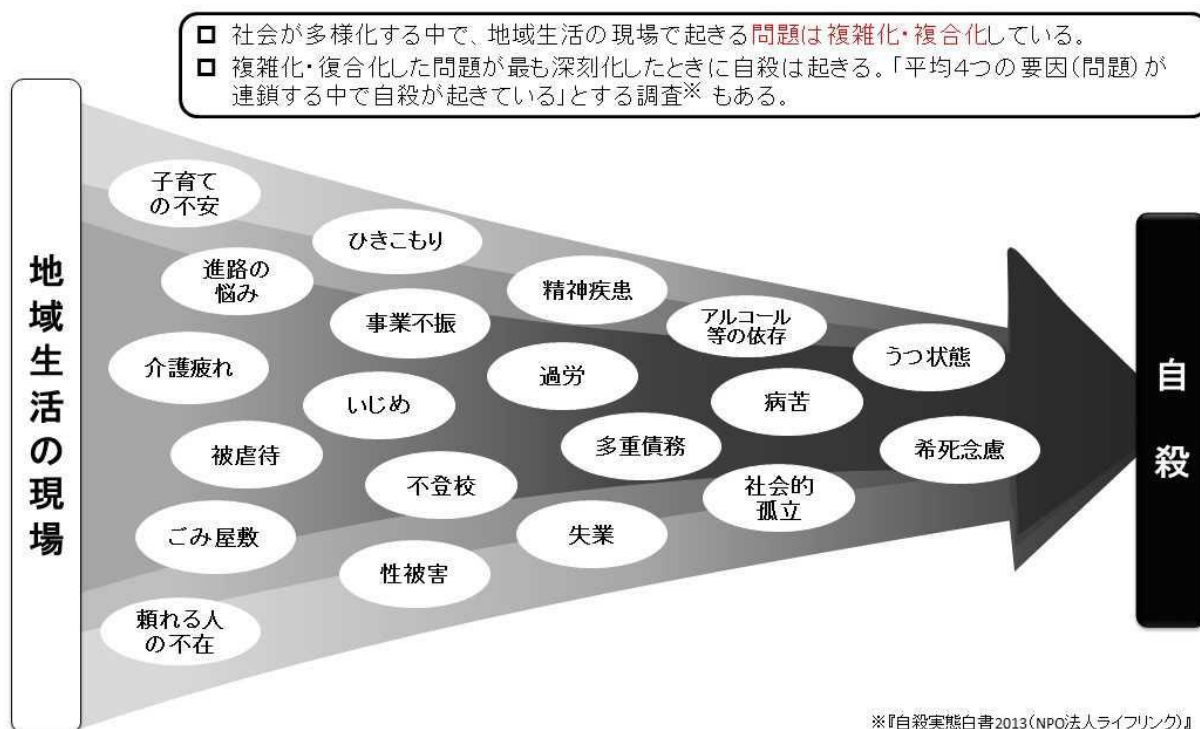 □ 社会が多様化する中で、地域生活の現場で起きる問題は複雑化・複合化している。
□ 複雑化・復合化した問題が最も深刻化したときに自殺は起きる。「平均4つの要因(問題)が
連鎖する中で自殺が起きている」とする調査※ もある。
地域生活の現場
子育て
の不安
ひきこもり
進路の
悩み
精神疾患
事業不振
アルコール
等の依存
うつ状態
介護疲れ
過労
いじめ
病苦
被虐待
多重債務
希死念慮
不登校
社会的
孤立
ごみ屋敷
失業
性被害
頼れる人
の不在
自殺
※『自殺実態白書2013(NPO法人ライフリンク)』